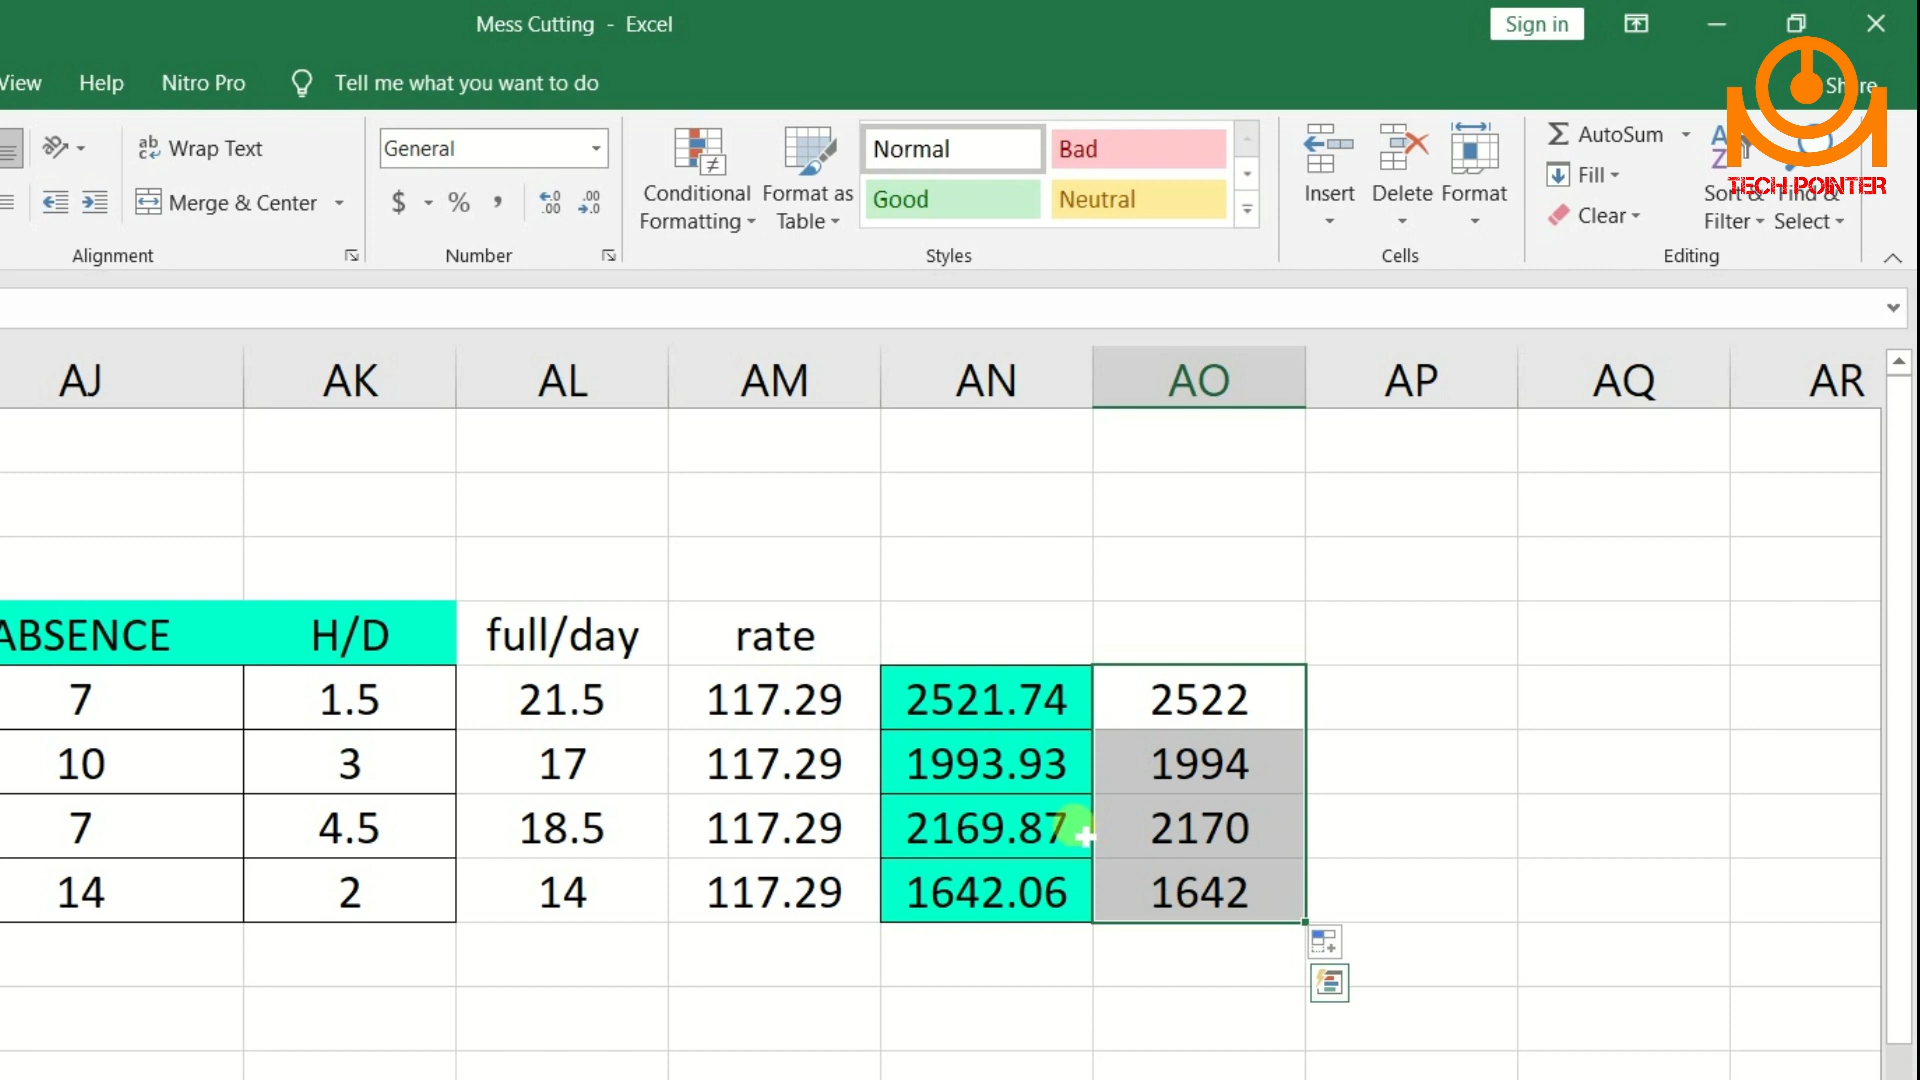 Mess Cutting - Excel
Sign in
View Help Nitro Pro Tell me what you want to do
Share
ab Wrap Text
General
Normal Bad
AutoSum
Merge & Center
$ % ,
Conditional Formatting
Format as Table
Good Neutral
Insert Delete Format
Fill
Clear
Sort & Filter
Find & Select
TECH POINTER
Alignment Number Styles Cells Editing
AJ AK AL AM AN AO AP AQ AR
ABSENCE H/D full/day rate
7 1.5 21.5 117.29 2521.74 2522
10 3 17 117.29 1993.93 1994
7 4.5 18.5 117.29 2169.87 2170
14 2 14 117.29 1642.06 1642